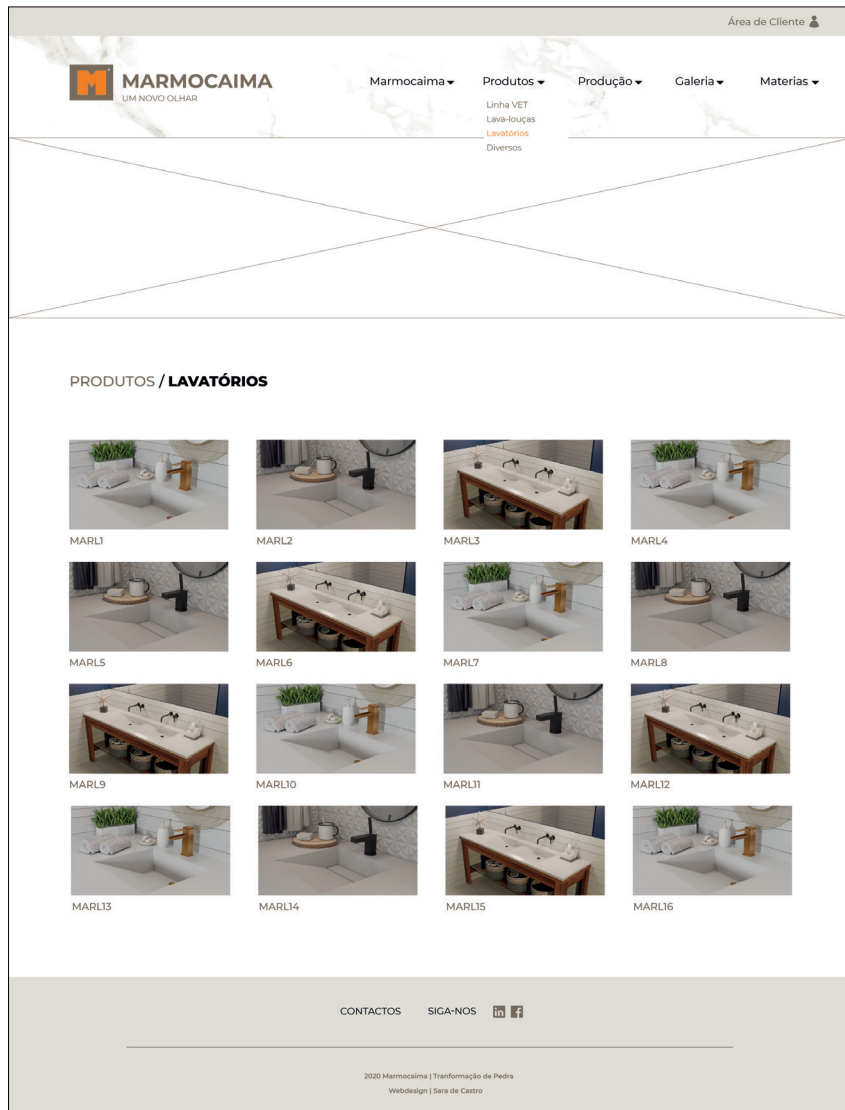 Área de Cliente
MARMOCAIMA
UM NOVO OLHAR
Marmocaima Produtos Produção Galeria Materias
Linha VET
Lava-louças
Lavatórios
Diversos
PRODUTOS / LAVATÓRIOS
MARL1 MARL2 MARL3 MARL4
MARL5 MARL6 MARL7 MARL8
MARL9 MARL10 MARL11 MARL12
MARL13 MARL14 MARL15 MARL16
CONTACTOS SIGA-NOS in f
2020 Marmocaima | Tranformação de Pedra
Webdesign | Sara de Castro